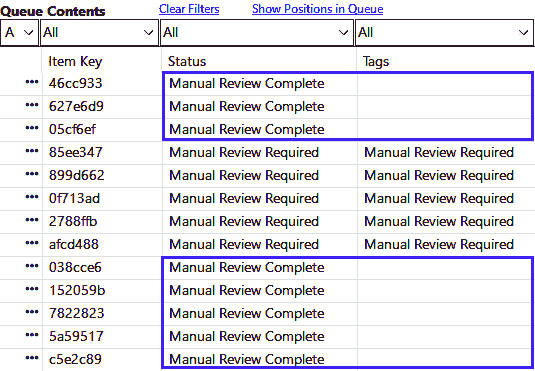 Queue Contents Clear Filters Show Positions in Queue
A All All All
Item Key Status Tags
••• 46cc933 Manual Review Complete
••• 627e6d9 Manual Review Complete
••• 05cf6ef Manual Review Complete
••• 85ee347 Manual Review Required Manual Review Required
••• 899d662 Manual Review Required Manual Review Required
••• 0f713ad Manual Review Required Manual Review Required
••• 2788ffb Manual Review Required Manual Review Required
••• afcd488 Manual Review Required Manual Review Required
••• 038cce6 Manual Review Complete
••• 152059b Manual Review Complete
••• 7822823 Manual Review Complete
••• 5a59517 Manual Review Complete
••• c5e2c89 Manual Review Complete